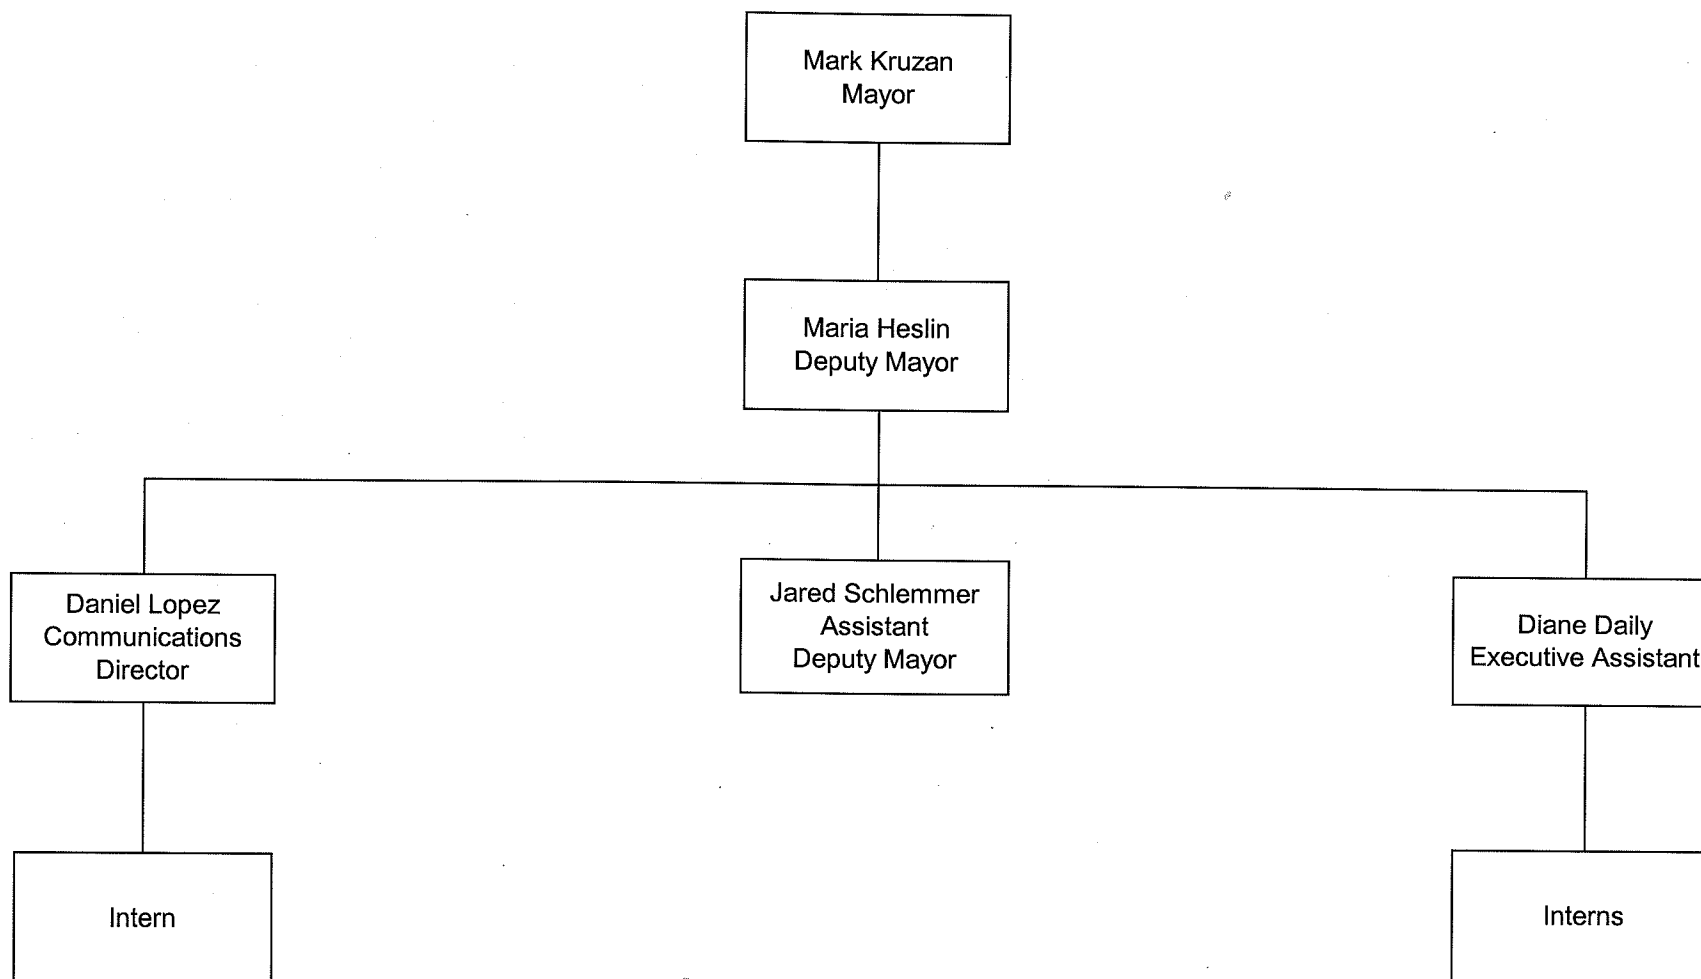 Mark Kruzan
Mayor
Maria Heslin
Deputy Mayor
Daniel Lopez
Communications
Director
Jared Schlemmer
Assistant
Deputy Mayor
Diane Daily
Executive Assistant
Intern
Interns